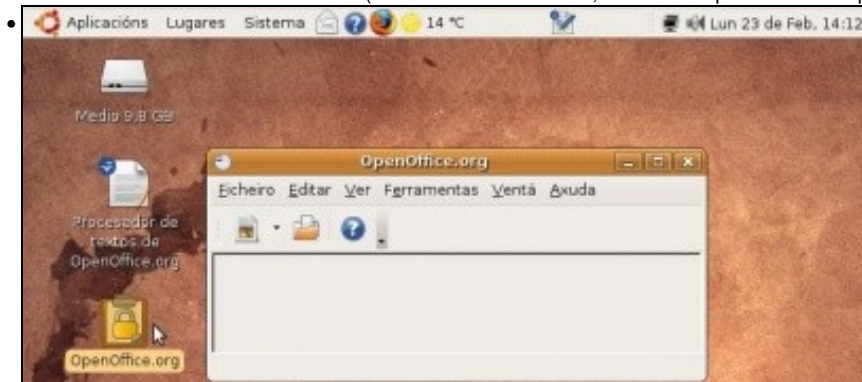 Aplicacións Lugares Sistema 14 °C Lun 23 de Feb, 14:12
Medio 9.8 GB
OpenOffice.org
Eicheiro Editar Ver Ferramentas Ventá Axuda
Procesador de
textos de
OpenOffice.org
OpenOffice.org